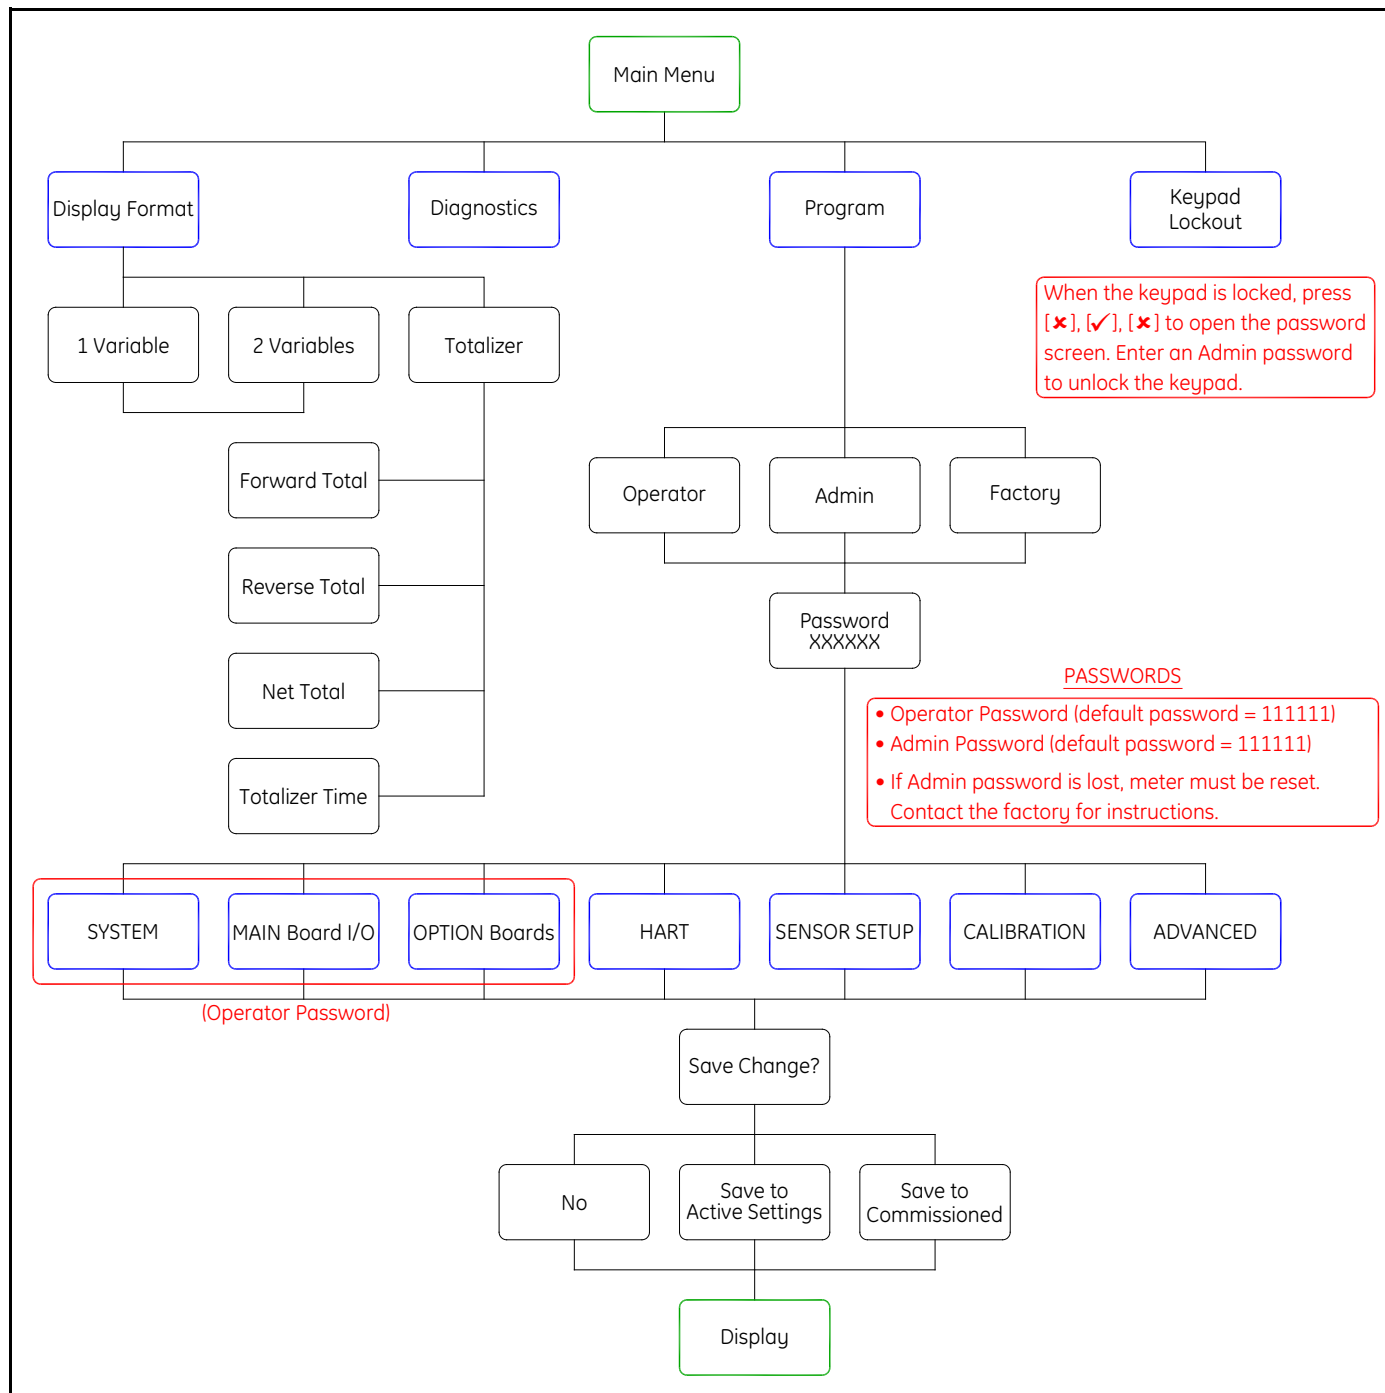 Main Menu
Display Format
Diagnostics
Program
Keypad
Lockout
When the keypad is locked, press
[✘], [✓], [✘] to open the password
screen. Enter an Admin password
to unlock the keypad.
1 Variable
2 Variables
Totalizer
Forward Total
Reverse Total
Net Total
Totalizer Time
Operator
Admin
Factory
Password
XXXXXX
PASSWORDS
• Operator Password (default password = 111111)
• Admin Password (default password = 111111)
• If Admin password is lost, meter must be reset.
Contact the factory for instructions.
SYSTEM
MAIN Board I/O
OPTION Boards
HART
SENSOR SETUP
CALIBRATION
ADVANCED
(Operator Password)
Save Change?
No
Save to
Active Settings
Save to
Commissioned
Display